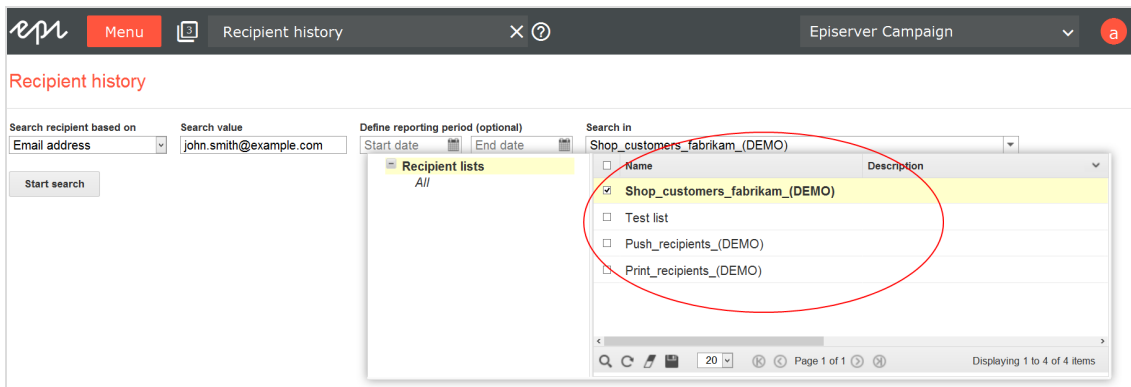 epi Menu 3 Recipient history Episerver Campaign a
Recipient history
Search recipient based on Search value Define reporting period (optional) Search in
Email address john.smith@example.com Start date End date Shop_customers_fabrikam_(DEMO)
Start search
Recipient lists
All
Name Description
Shop_customers_fabrikam_(DEMO)
Test list
Push_recipients_(DEMO)
Print_recipients_(DEMO)
20 Page 1 of 1 Displaying 1 to 4 of 4 items